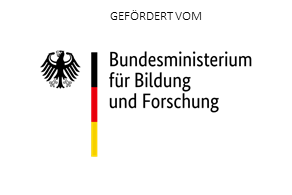 GEFÖRDERT VOM
Bundesministerium
für Bildung
und Forschung